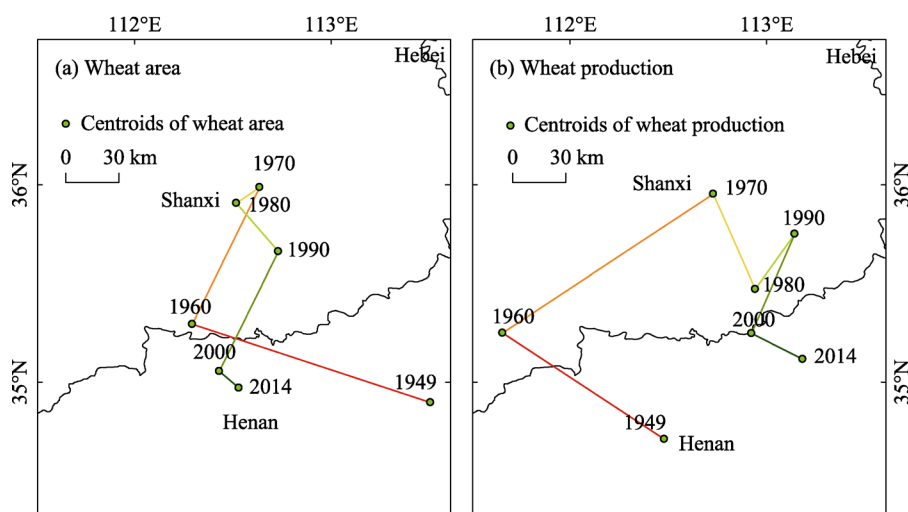 112°E 113°E 112°E 113°E
Hebei
(a) Wheat area
Centroids of wheat area
0 30 km
1970
Shanxi
1980
1990
1960
2000
2014
1949
Henan
36°N
35°N
Hebei
(b) Wheat production
Centroids of wheat production
0 30 km
Shanxi
1970
1990
1980
1960
2000
2014
1949
Henan
36°N
35°N